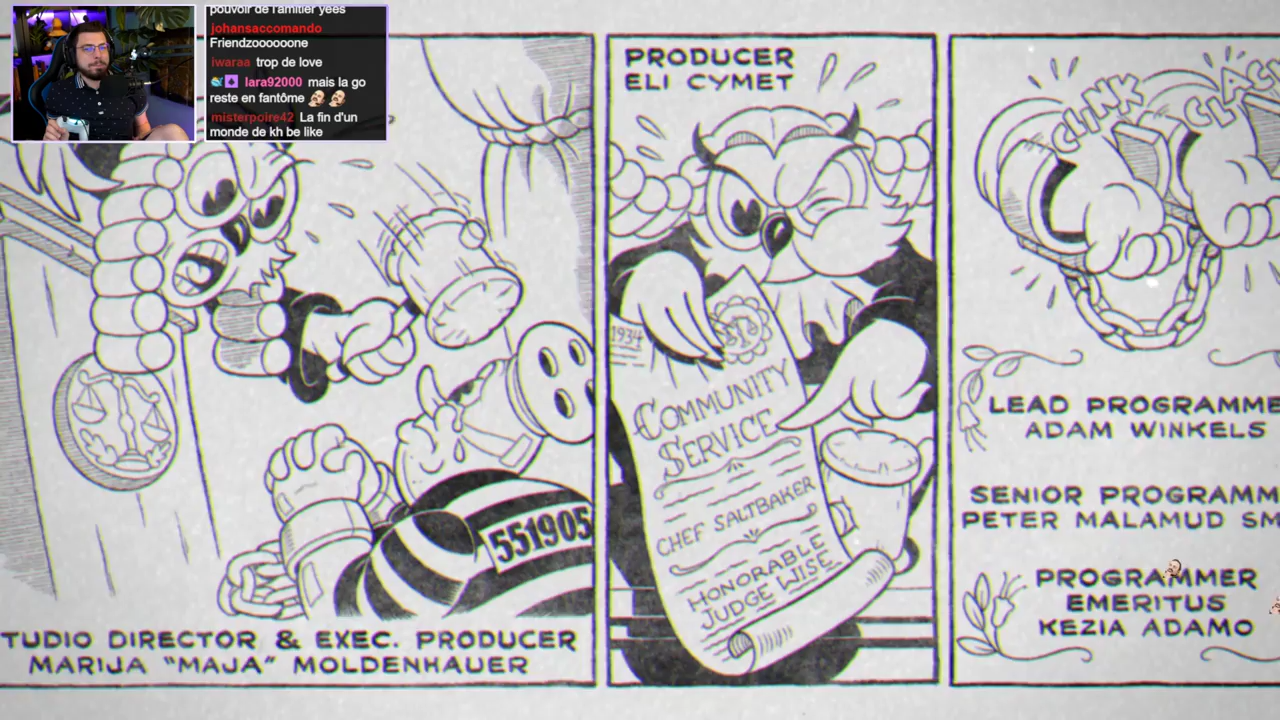 pouvoir de l'amitier yees
johansaccomando
Friendzoooooone
iwaraa trop de love
lara92000 mais la go
reste en fantôme
misterpoire42 La fin d'un
monde de kh be like
551905
TUDIO DIRECTOR & EXEC. PRODUCER
MARIJA "MAJA" MOLDENHAUER
PRODUCER
ELI CYMET
1934
COMMUNITY
SERVICE
CHEF SALTBAKER
HONORABLE
JUDGE WISE
CLINK
CLACK
LEAD PROGRAMME
ADAM WINKELS
SENIOR PROGRAMM
PETER MALAMUD SM
PROGRAMMER
EMERITUS
KEZIA ADAMO